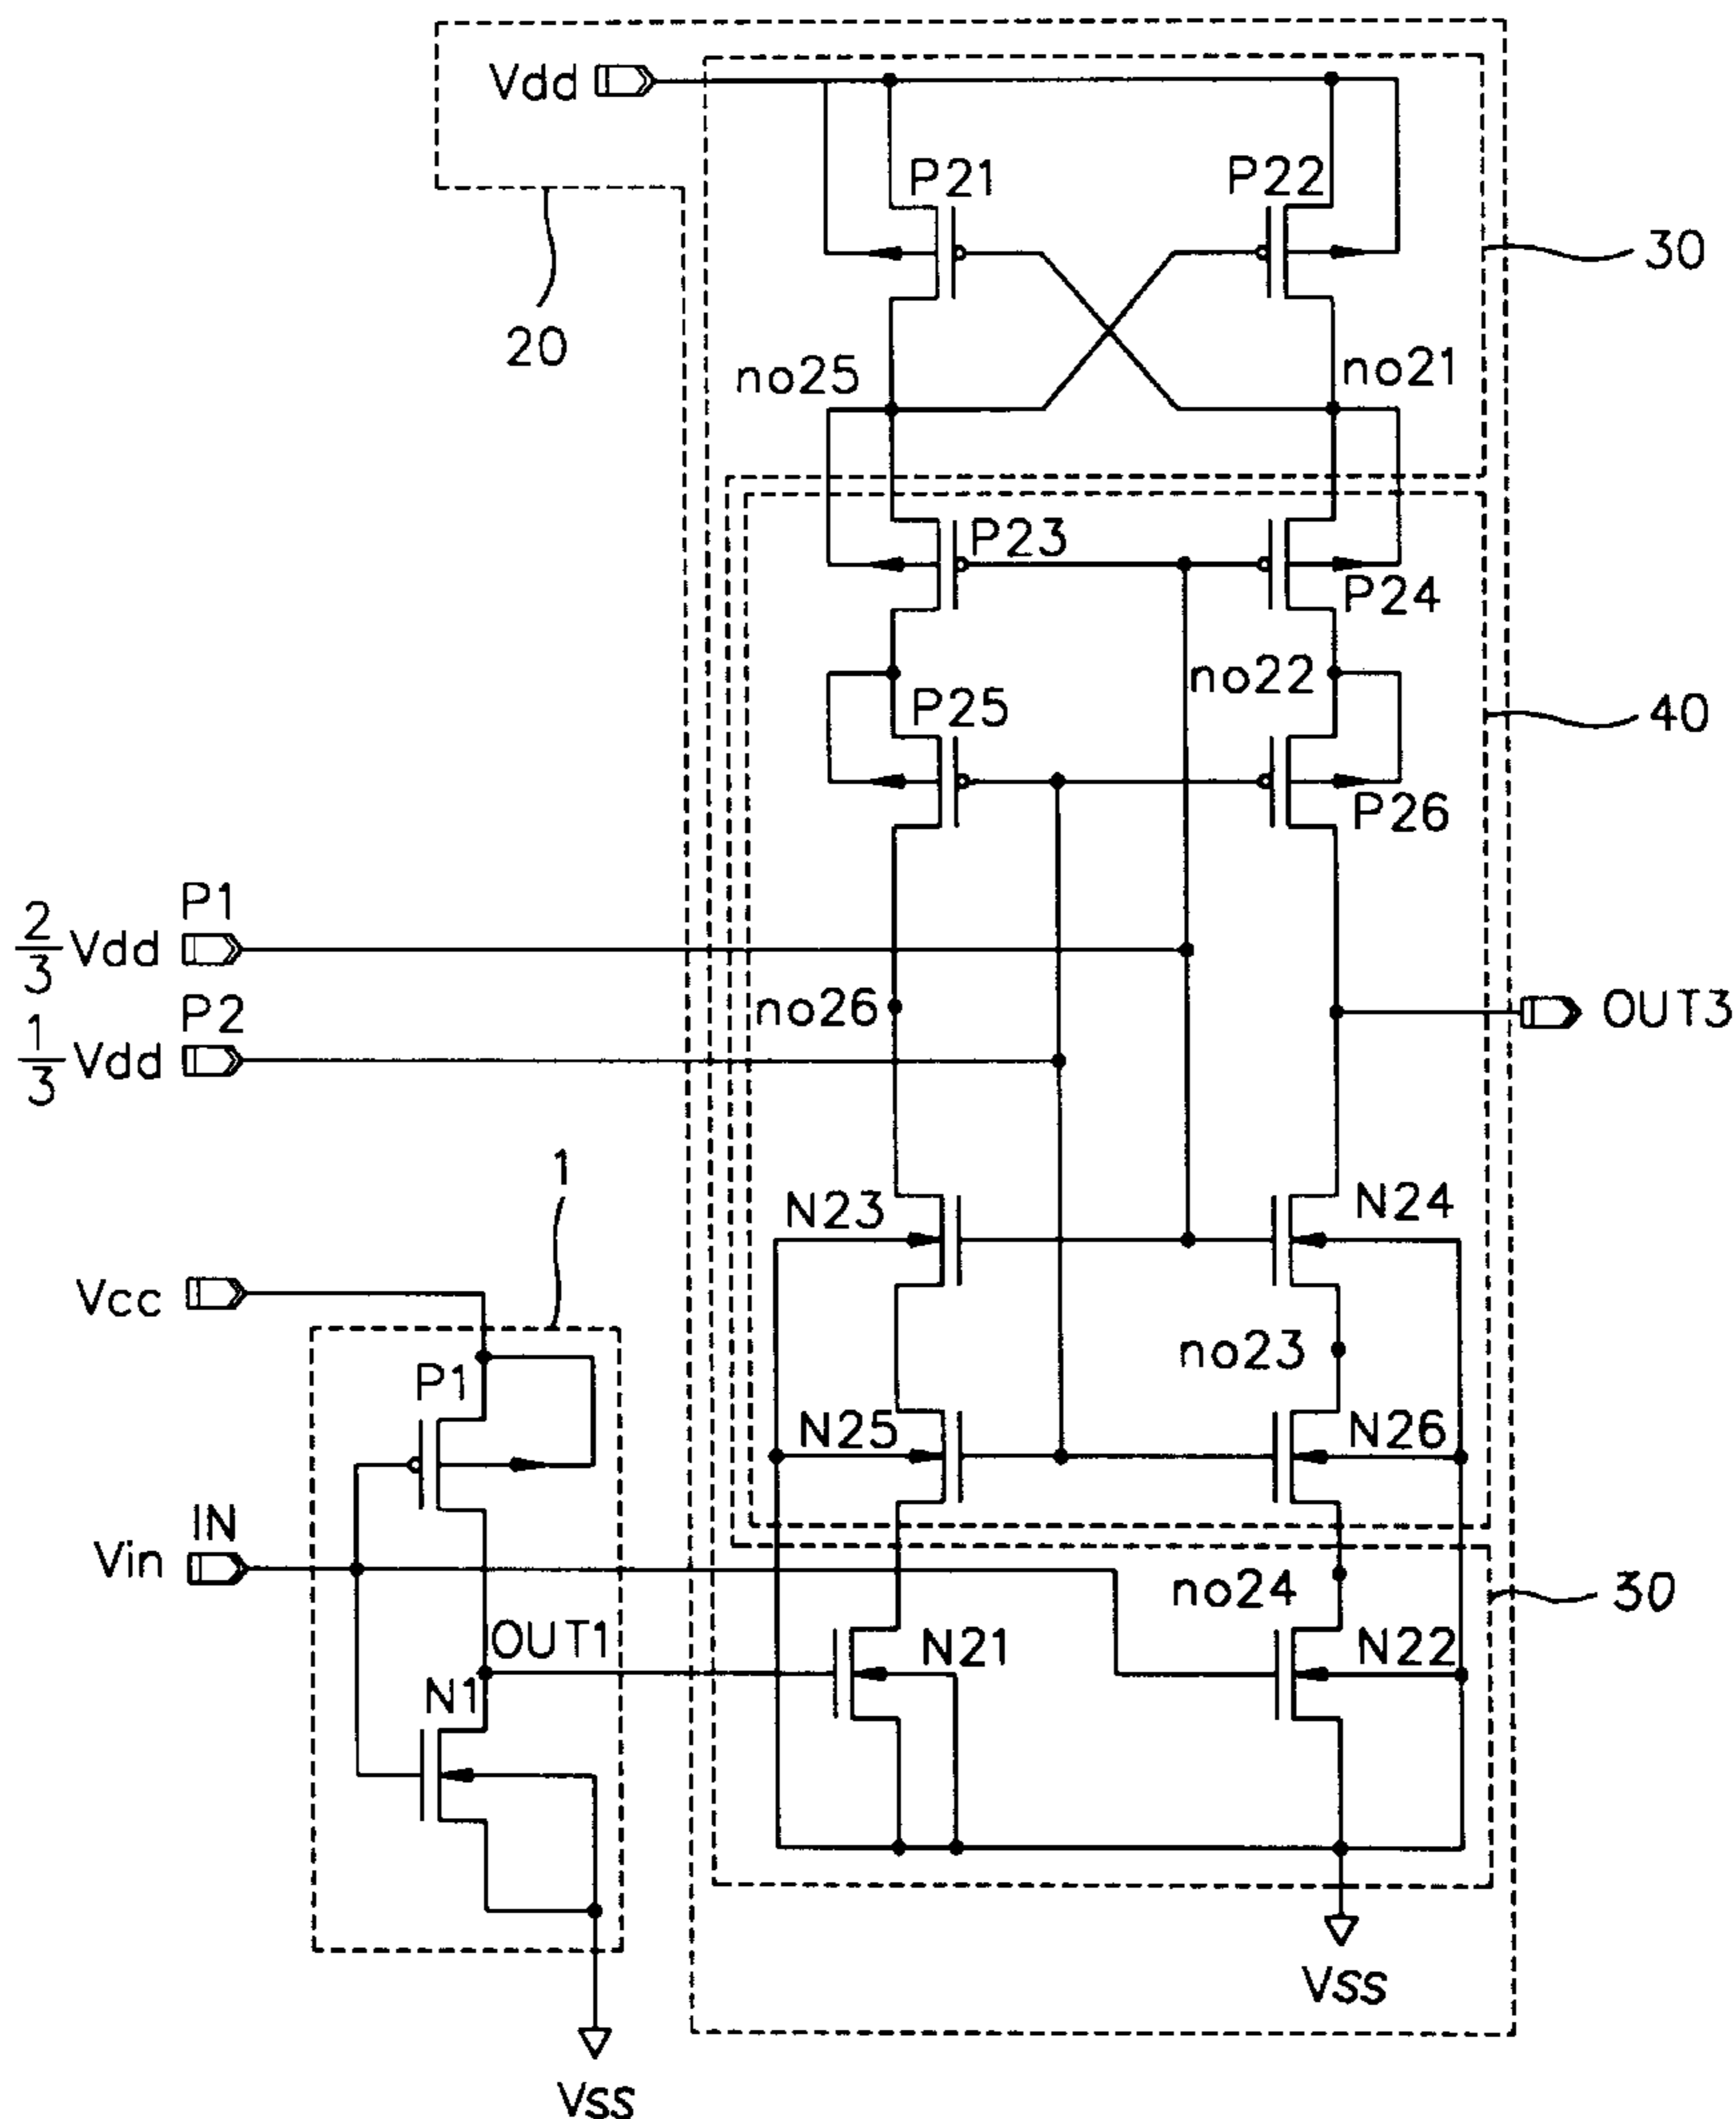 Vdd
P21
P22
30
20
no25
no21
P23
P24
no22
P25
40
P26
P1
2/3 Vdd
no26
P2
OUT3
1/3 Vdd
1
N23
N24
Vcc
no23
P1
N25
N26
IN
Vin
no24
30
OUT1
N21
N22
N1
Vss
Vss